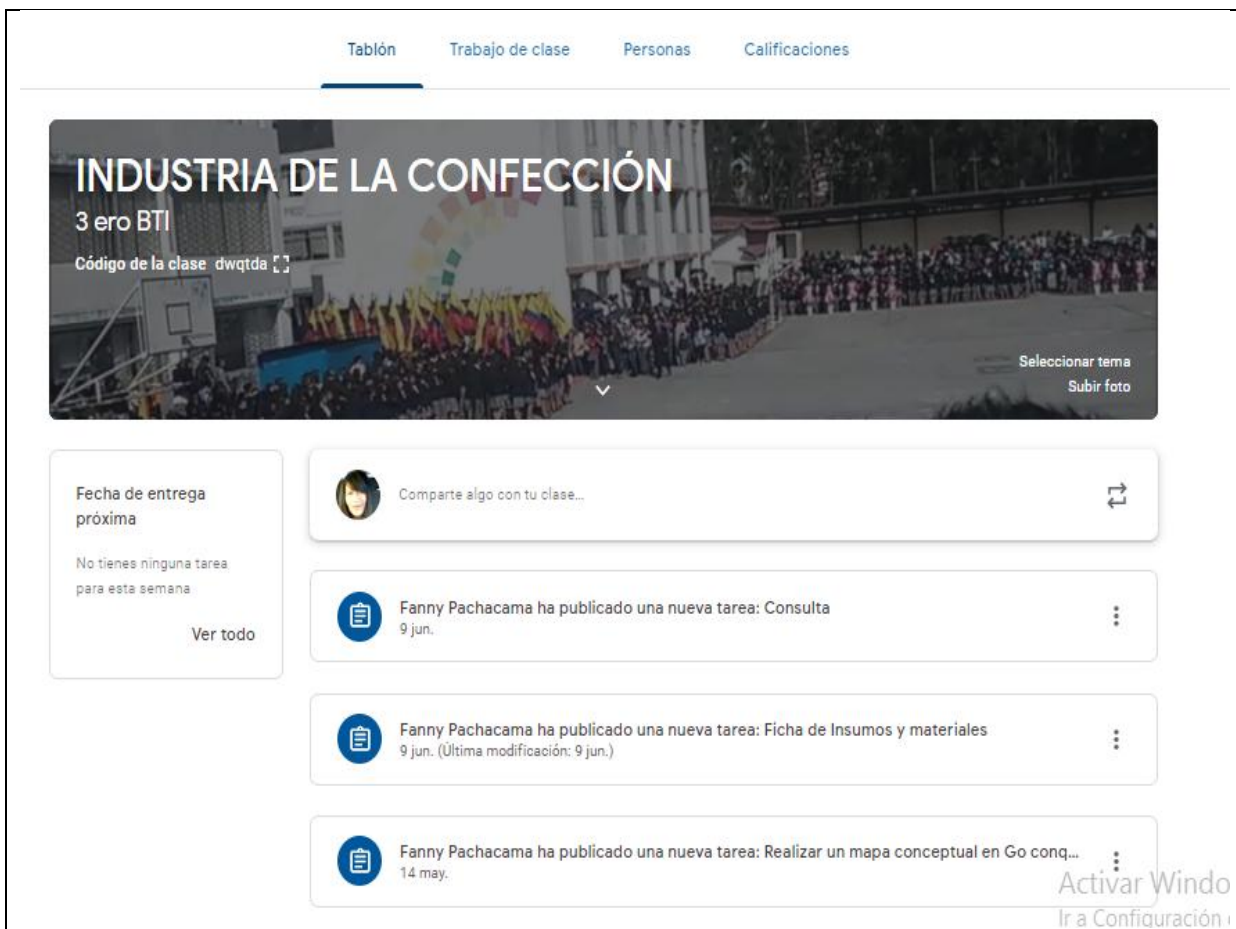 Tablón Trabajo de clase Personas Calificaciones
INDUSTRIA DE LA CONFECCIÓN
3 ero BTI
Código de la clase dwqtda
Seleccionar tema
Subir foto
Fecha de entrega
próxima
No tienes ninguna tarea
para esta semana
Ver todo
Comparte algo con tu clase...
Fanny Pachacama ha publicado una nueva tarea: Consulta
9 jun.
Fanny Pachacama ha publicado una nueva tarea: Ficha de Insumos y materiales
9 jun. (Última modificación: 9 jun.)
Fanny Pachacama ha publicado una nueva tarea: Realizar un mapa conceptual en Go conq...
14 may.
Activar Windo
Ir a Configuración